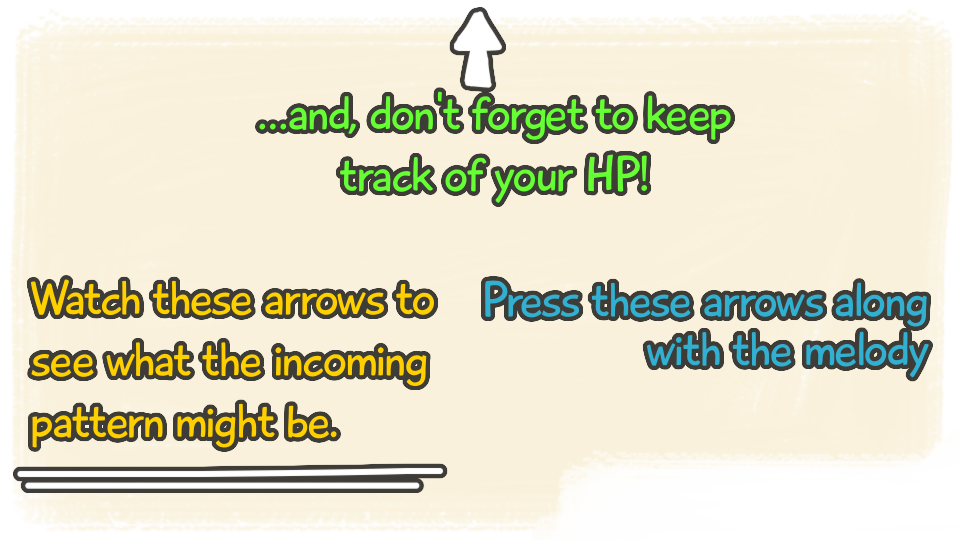 ...and, don't forget to keep
track of your HP!
Watch these arrows to
see what the incoming
pattern might be.
Press these arrows along
with the melody